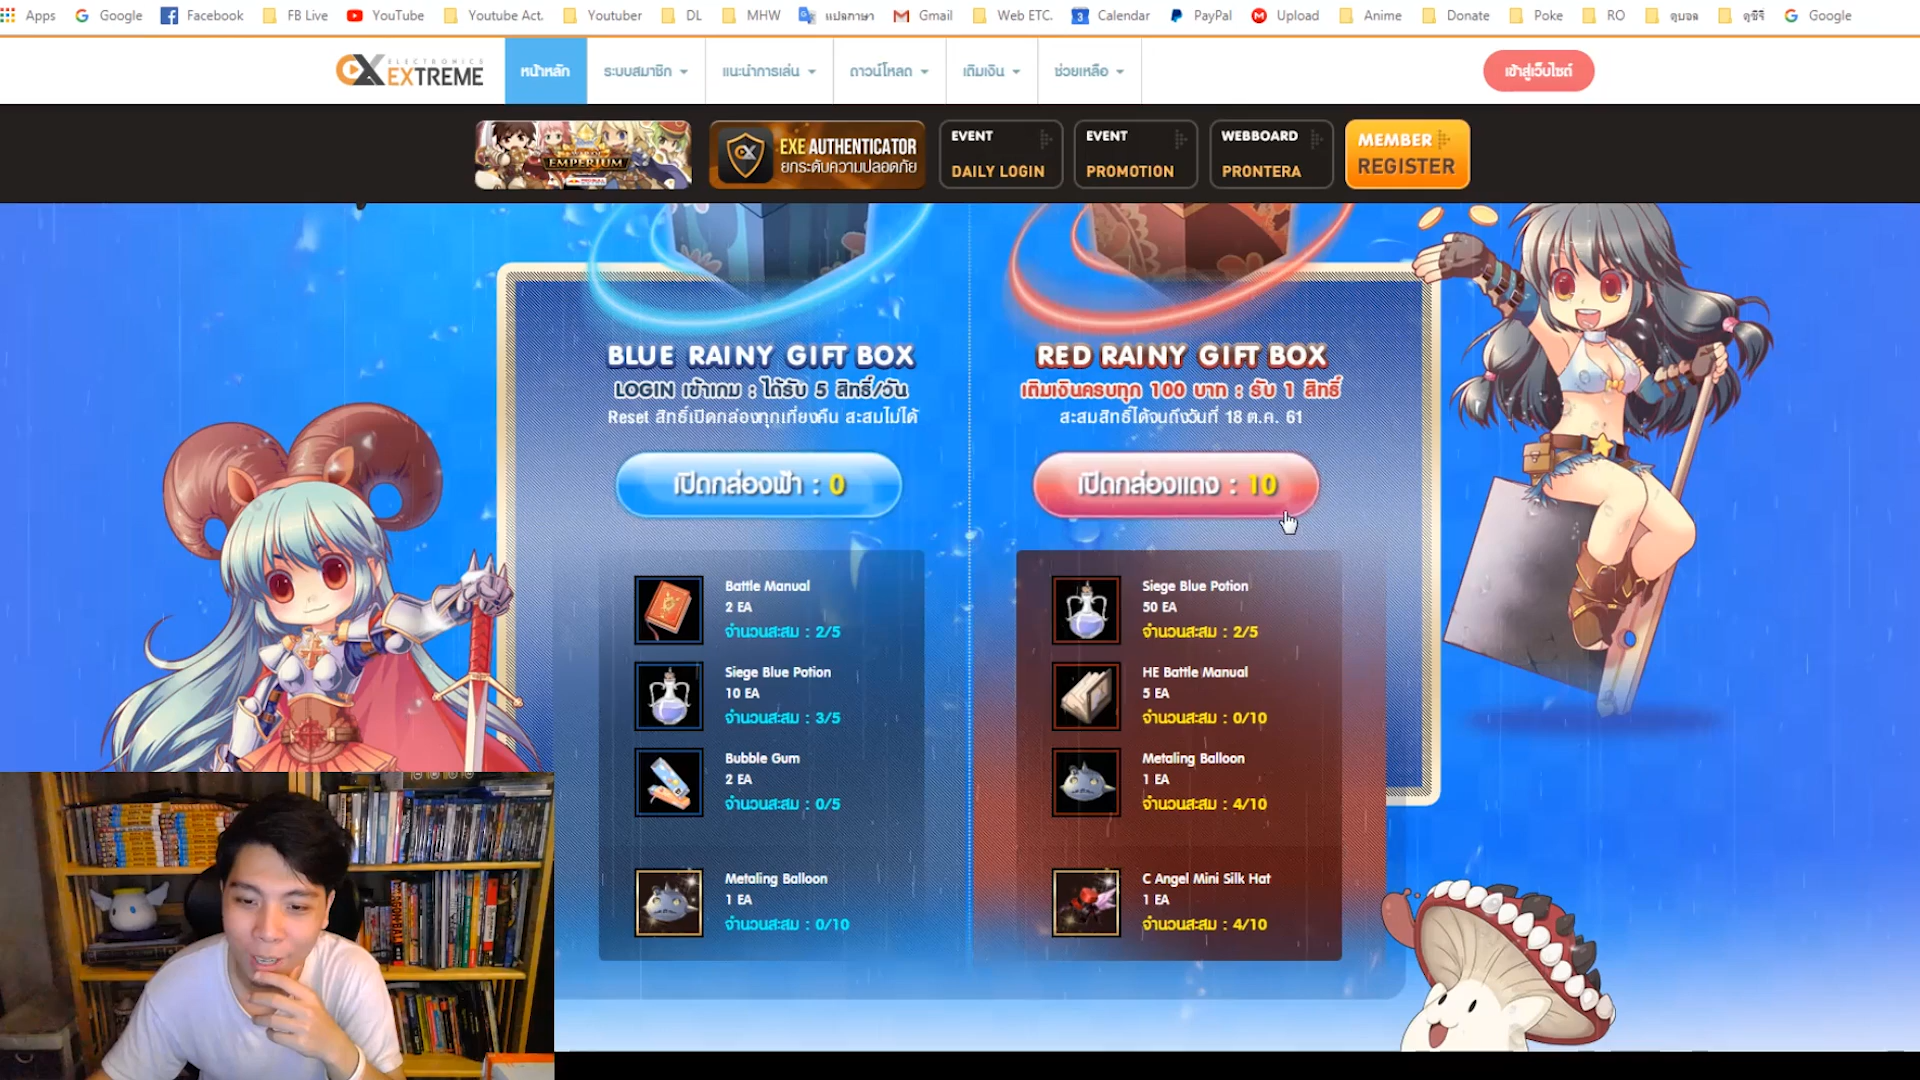 Apps Google Facebook FB Live YouTube Youtube Act. Youtuber DL MHW แปลภาษา Gmail Web ETC. Calendar PayPal Upload Anime Donate Poke RO ดูบอล ดูซีรี Google
ELECTRONICS
EXTREME
หน้าหลัก ระบบสมาชิก แนะนำการเล่น ดาวน์โหลด เติมเงิน ช่วยเหลือ เข้าสู่เว็บไซต์
EMPERIUM
EXE AUTHENTICATOR
ยกระดับความปลอดภัย
EVENT
DAILY LOGIN
EVENT
PROMOTION
WEBBOARD
PRONTERA
MEMBER
REGISTER
BLUE RAINY GIFT BOX
LOGIN เข้าเกม : ได้รับ 5 สิทธิ์/วัน
Reset สิทธิ์เปิดกล่องทุกเที่ยงคืน สะสมไม่ได้
เปิดกล่องฟ้า : 0
Battle Manual
2 EA
จำนวนสะสม : 2/5
Siege Blue Potion
10 EA
จำนวนสะสม : 3/5
Bubble Gum
2 EA
จำนวนสะสม : 0/5
Metaling Balloon
1 EA
จำนวนสะสม : 0/10
RED RAINY GIFT BOX
เติมเงินครบทุก 100 บาท : รับ 1 สิทธิ์
สะสมสิทธิ์ได้จนถึงวันที่ 18 ต.ค. 61
เปิดกล่องแดง : 10
Siege Blue Potion
50 EA
จำนวนสะสม : 2/5
HE Battle Manual
5 EA
จำนวนสะสม : 0/10
Metaling Balloon
1 EA
จำนวนสะสม : 4/10
C Angel Mini Silk Hat
1 EA
จำนวนสะสม : 4/10